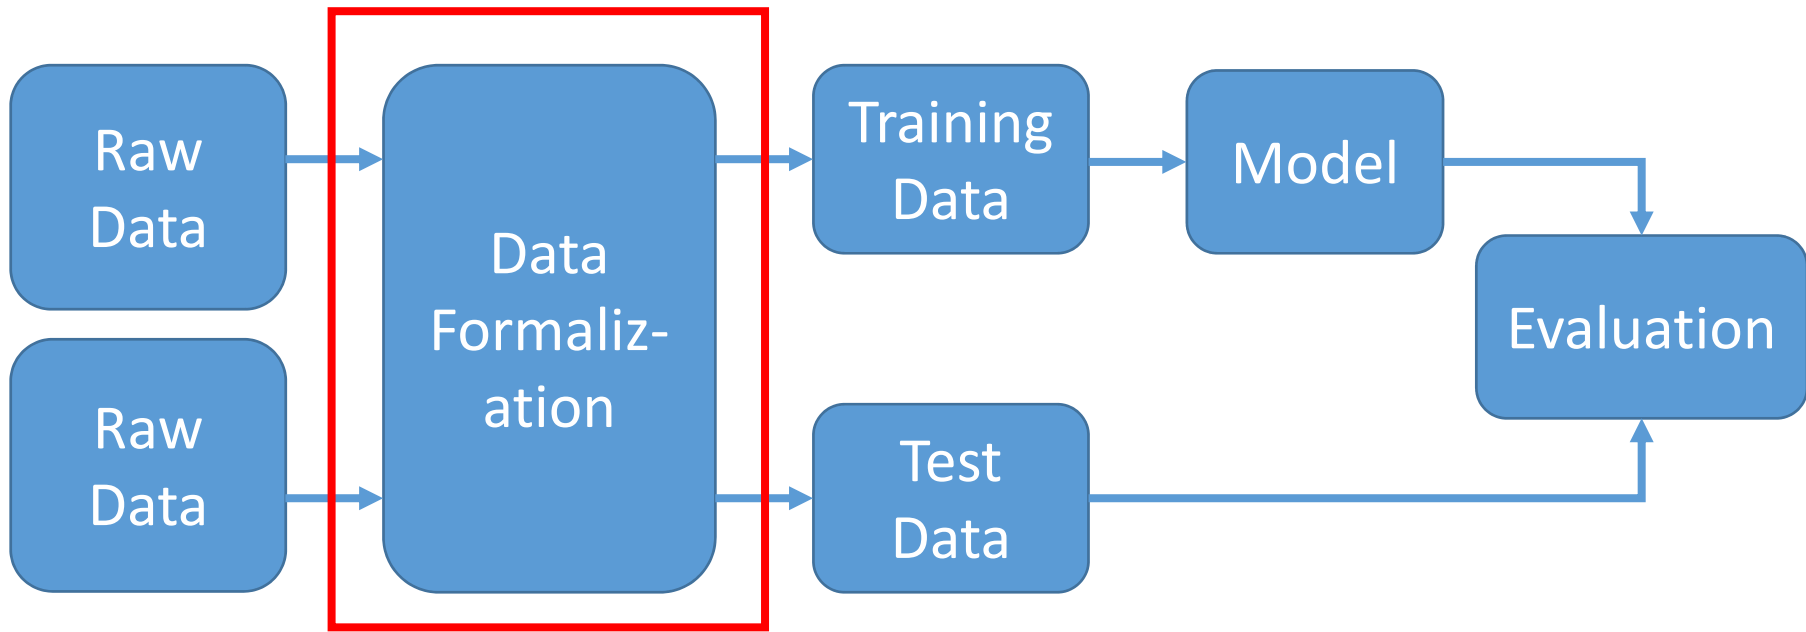 Raw
Data
Raw
Data
Data
Formaliz-
ation
Training
Data
Test
Data
Model
Evaluation